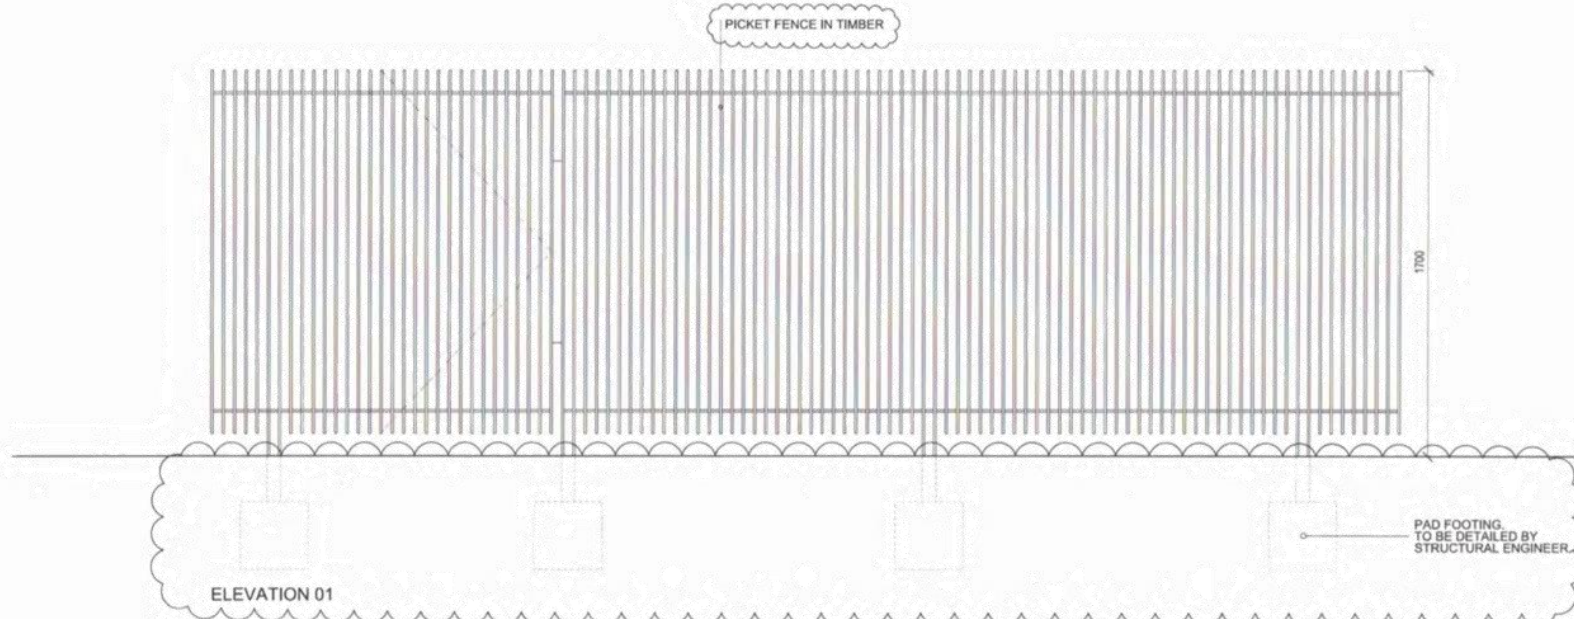 PICKET FENCE IN TIMBER
1700
PAD FOOTING.
TO BE DETAILED BY
STRUCTURAL ENGINEER.
ELEVATION 01